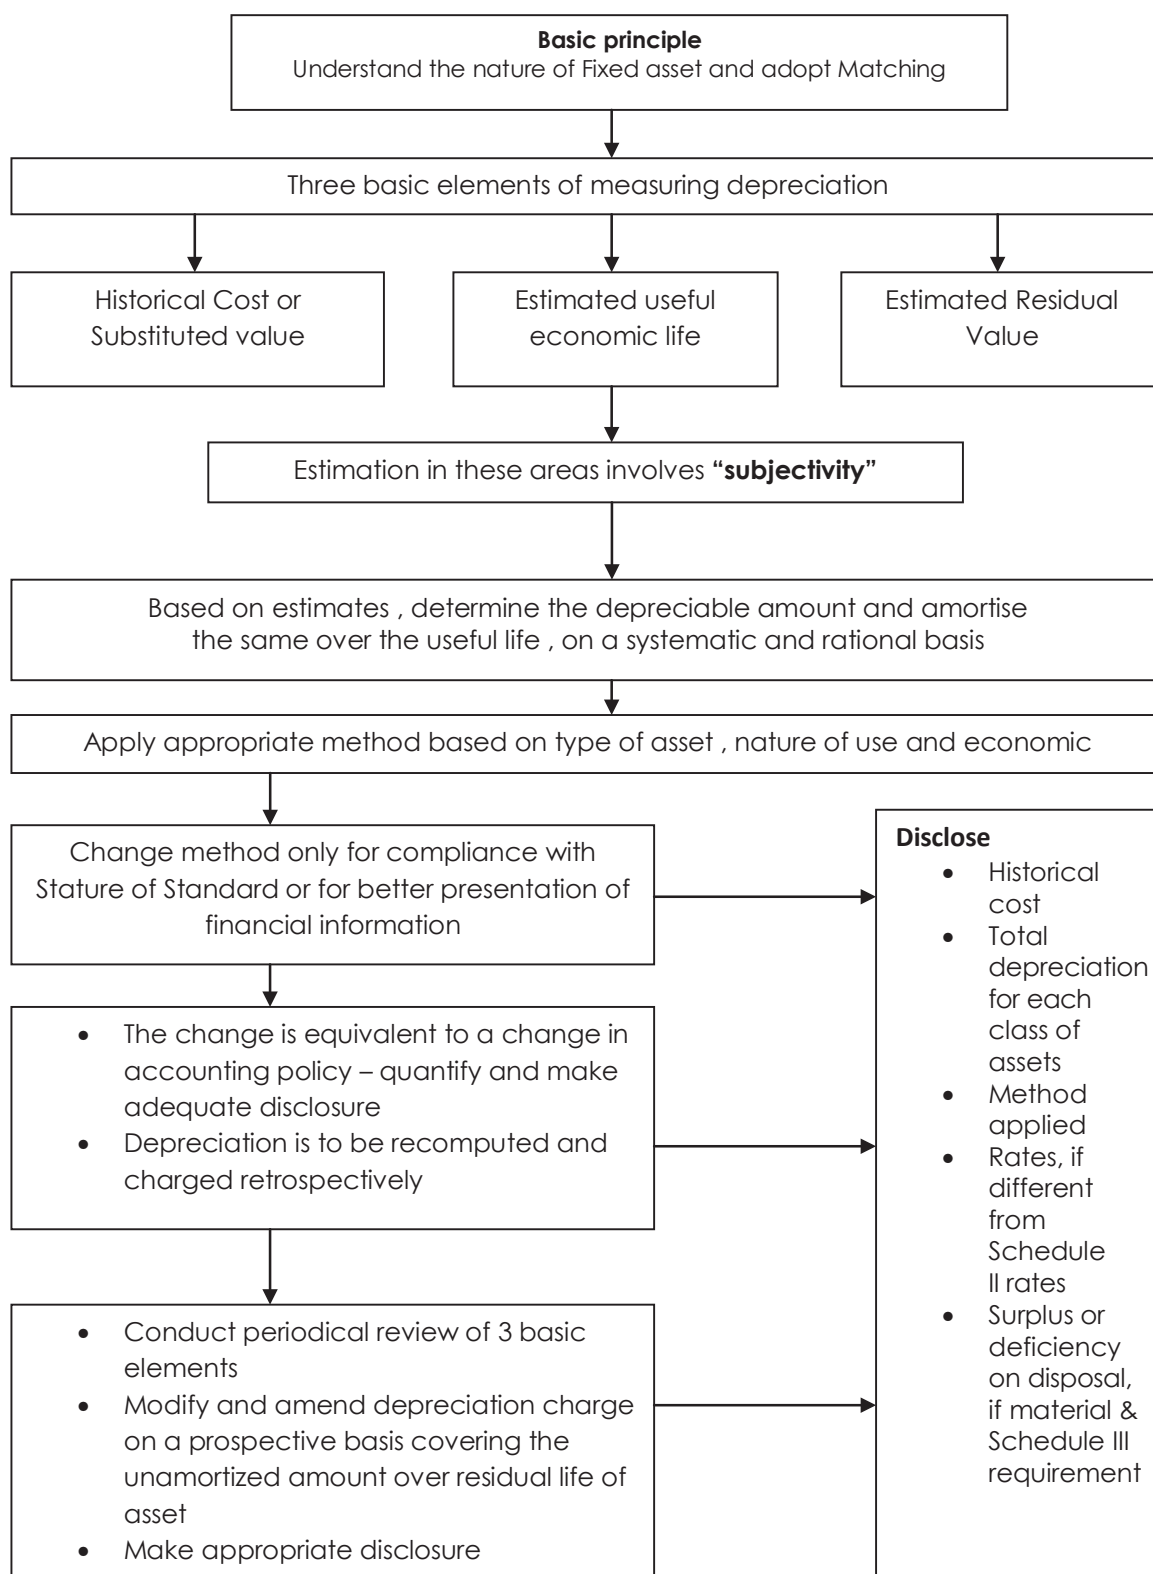 Basic principle
Understand the nature of Fixed asset and adopt Matching
Three basic elements of measuring depreciation
Historical Cost or
Substituted value
Estimated useful
economic life
Estimated Residual
Value
Estimation in these areas involves “subjectivity”
Based on estimates , determine the depreciable amount and amortise
the same over the useful life , on a systematic and rational basis
Apply appropriate method based on type of asset , nature of use and economic
Change method only for compliance with
Stature of Standard or for better presentation of
financial information
• The change is equivalent to a change in
accounting policy – quantify and make
adequate disclosure
• Depreciation is to be recomputed and
charged retrospectively
• Conduct periodical review of 3 basic
elements
• Modify and amend depreciation charge
on a prospective basis covering the
unamortized amount over residual life of
asset
• Make appropriate disclosure
Disclose
• Historical
cost
• Total
depreciation
for each
class of
assets
• Method
applied
• Rates, if
different
from
Schedule
II rates
• Surplus or
deficiency
on disposal,
if material &
Schedule III
requirement